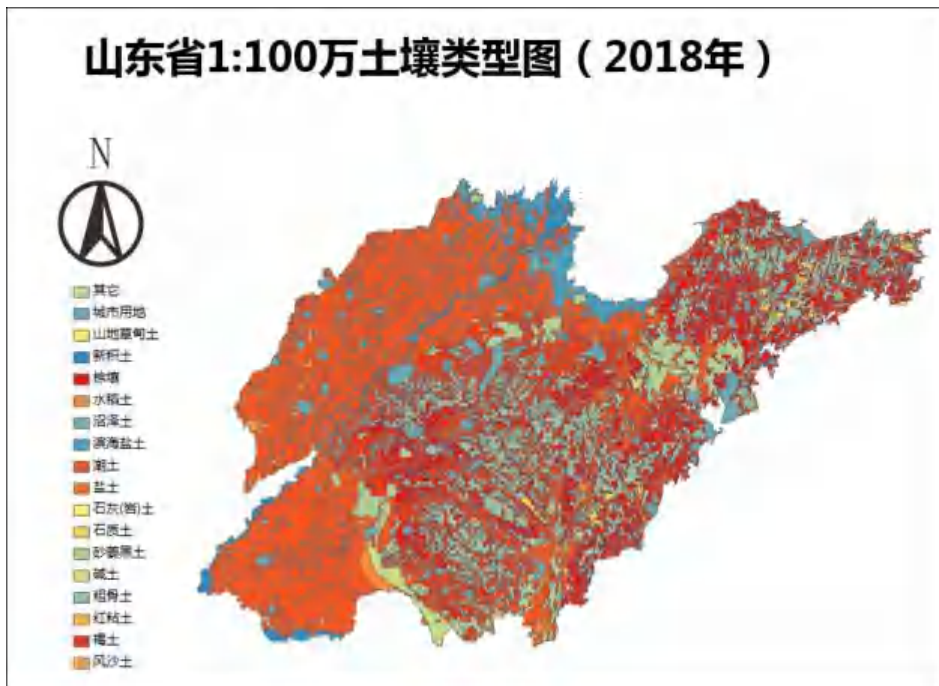 山东省1:100万土壤类型图（2018年）
N
其它
城市用地
山地草甸土
新积土
棕壤
水稻土
沼泽土
滨海盐土
潮土
盐土
石灰(岩)土
石质土
砂姜黑土
碱土
粗骨土
红粘土
褐土
风沙土